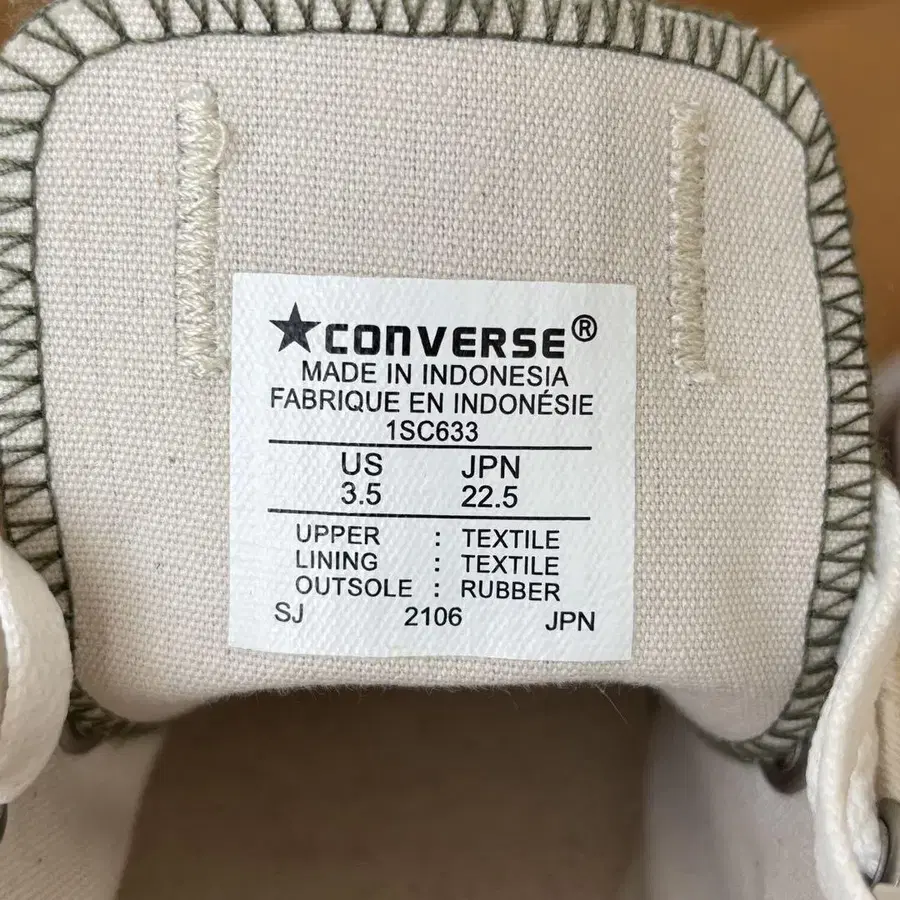 ★CONVERSE®
MADE IN INDONESIA
FABRIQUE EN INDONÉSIE
1SC633
US JPN
3.5 22.5
UPPER : TEXTILE
LINING : TEXTILE
OUTSOLE : RUBBER
SJ 2106 JPN